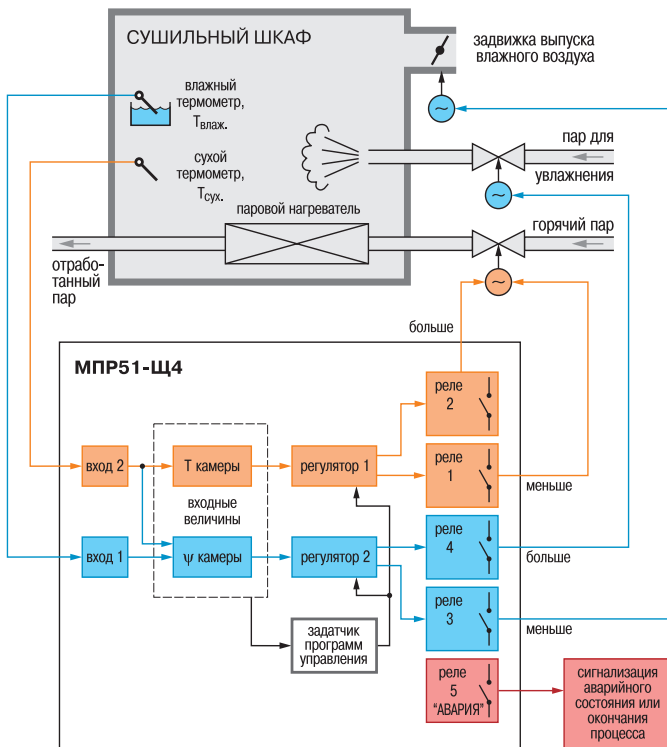 СУШИЛЬНЫЙ ШКАФ
задвижка выпуска
влажного воздуха
влажный
термометр,
Tвлаж.
~
сухой
термометр,
Tсух.
пар для
увлажнения
~
паровой нагреватель
горячий пар
отрабо-
танный
пар
~
больше
МПР51-Щ4
реле
2
вход 2
T камеры
регулятор 1
реле
1
меньше
входные
величины
вход 1
ψ камеры
регулятор 2
реле
4
больше
реле
3
меньше
задатчик
программ
управления
реле
5
"АВАРИЯ"
сигнализация
аварийного
состояния или
окончания
процесса